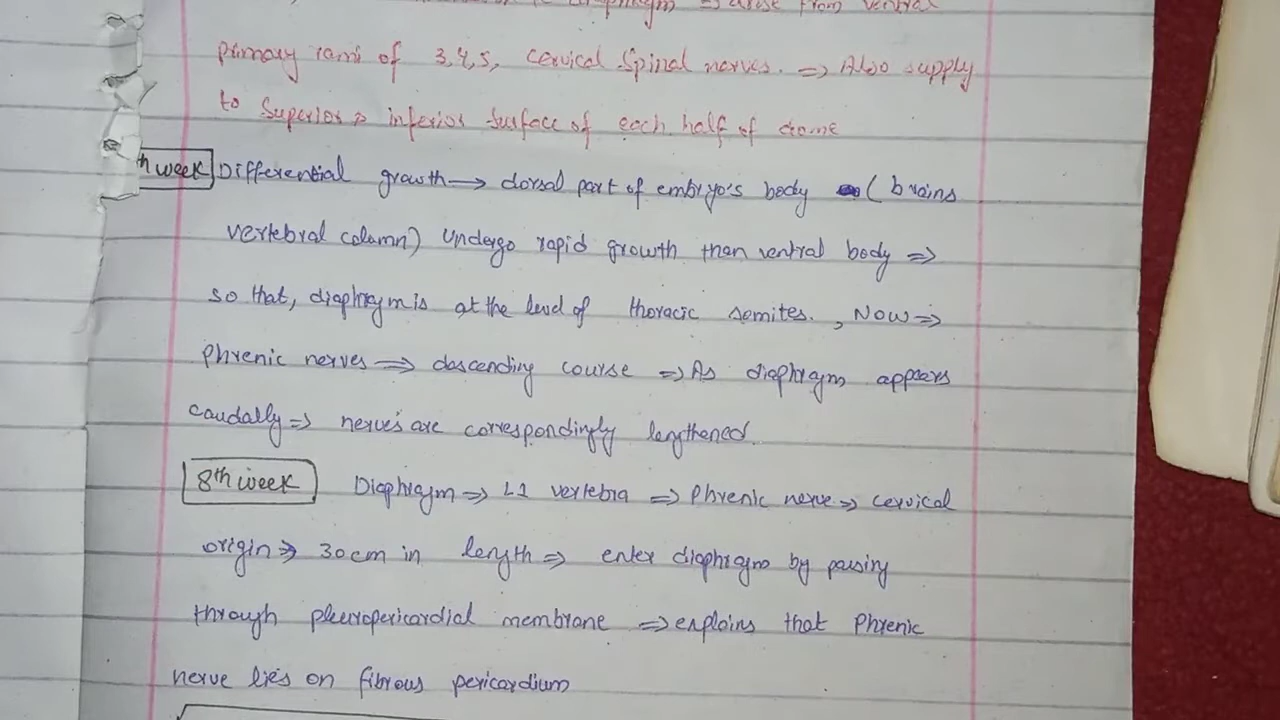 arise from ventral
primary rami of 3,4,5, cervical spinal nerves. => Also supply
to superior & inferior surface of each half of dome
h week Differential growth → dorsal part of embryo's body (brains
vertebral column) undergo rapid growth then ventral body =>
so that, diaphragm is at the level of thoracic somites., Now =>
Phrenic nerves => descending course => As diaphragm appears
caudally => nerves are correspondingly lengthened.
8th week Diaphragm => L1 vertebra => Phrenic nerve => cervical
origin => 30cm in length => enter diaphragm by passing
through pleuropericardial membrane => explains that Phrenic
nerve lies on fibrous pericardium